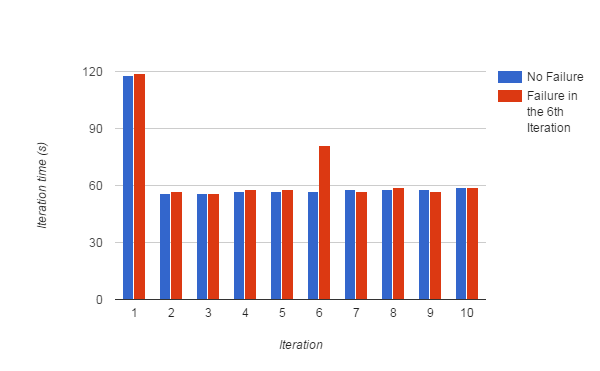 120
90
60
30
0
Iteration time (s)
1 2 3 4 5 6 7 8 9 10
Iteration
No Failure
Failure in
the 6th
Iteration